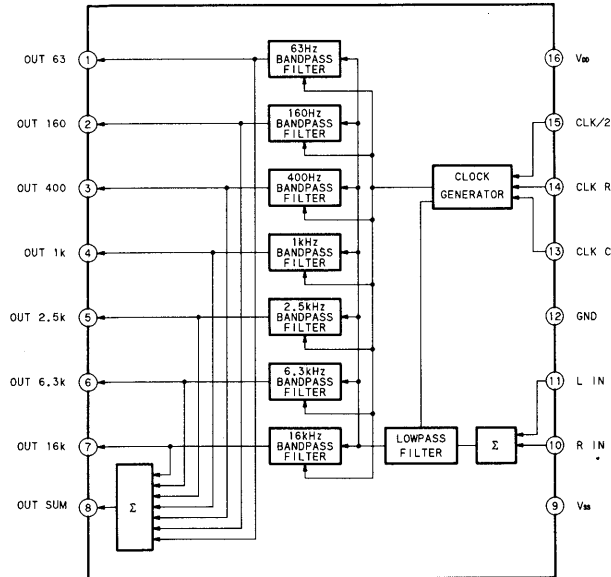 OUT 63
1
63Hz
BANDPASS
FILTER
16
VDD
OUT 160
2
160Hz
BANDPASS
FILTER
15
CLK/2
OUT 400
3
400Hz
BANDPASS
FILTER
CLOCK
GENERATOR
14
CLK R
OUT 1k
4
1kHz
BANDPASS
FILTER
13
CLK C
OUT 2.5k
5
2.5kHz
BANDPASS
FILTER
12
GND
OUT 6.3k
6
6.3kHz
BANDPASS
FILTER
11
L IN
OUT 16k
7
16kHz
BANDPASS
FILTER
LOWPASS
FILTER
Σ
10
R IN
OUT SUM
8
Σ
9
Vss